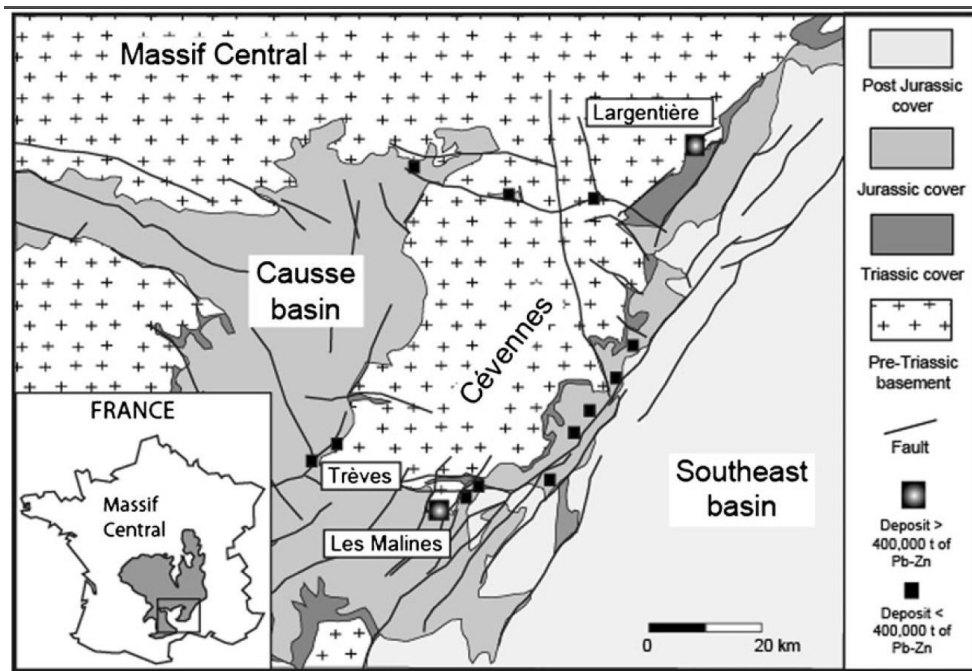 Massif Central
Largentière
Causse
basin
Cévennes
Trèves
Les Malines
Southeast
basin
0 20 km
FRANCE
Massif
Central
Post Jurassic
cover
Jurassic cover
Triassic cover
Pre-Triassic
basement
Fault
Deposit >
400,000 t of
Pb-Zn
Deposit <
400,000 t of
Pb-Zn